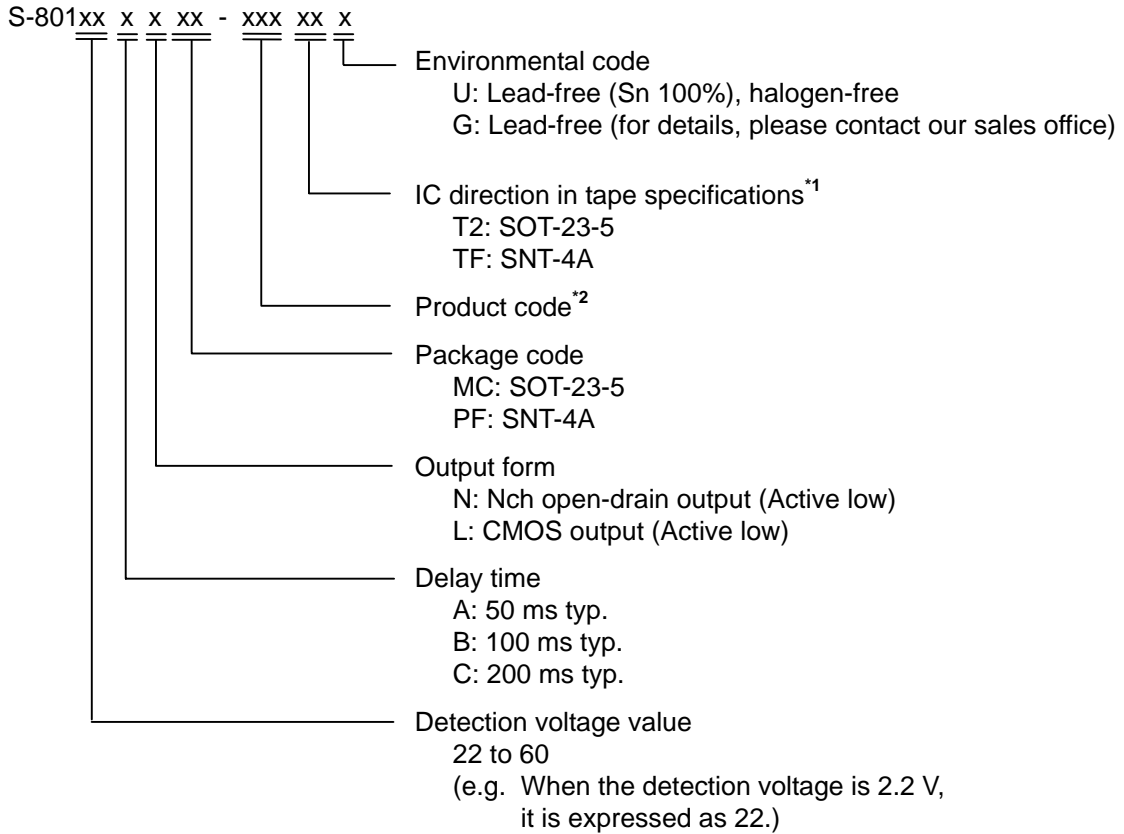 S-801xx x x xx - xxx xx x
Environmental code
U: Lead-free (Sn 100%), halogen-free
G: Lead-free (for details, please contact our sales office)
IC direction in tape specifications*1
T2: SOT-23-5
TF: SNT-4A
Product code*2
Package code
MC: SOT-23-5
PF: SNT-4A
Output form
N: Nch open-drain output (Active low)
L: CMOS output (Active low)
Delay time
A: 50 ms typ.
B: 100 ms typ.
C: 200 ms typ.
Detection voltage value
22 to 60
(e.g. When the detection voltage is 2.2 V,
it is expressed as 22.)